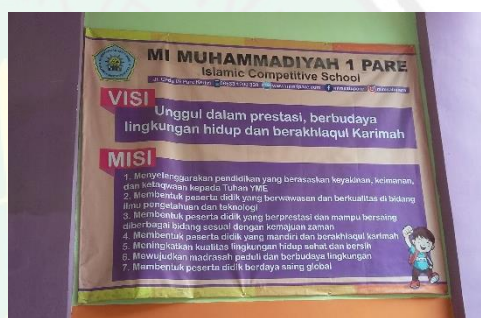 MI MUHAMMADIYAH 1 PARE
Islamic Competitive School
VISI
Unggul dalam prestasi, berbudaya
lingkungan hidup dan berakhlaqul Karimah
MISI
1. Menyelenggarakan pendidikan yang berasaskan keyakinan, keimanan,
dan ketaqwaan kepada Tuhan YME
2. Membentuk peserta didik yang berwawasan dan berkualitas di bidang
ilmu pengetahuan dan teknologi
3. Membentuk peserta didik yang berprestasi dan mampu bersaing
diberbagai bidang sesuai dengan kemajuan zaman
4. Membentuk peserta didik yang mandiri dan berakhlaqul karimah
5. Meningkatkan kualitas lingkungan hidup sehat dan bersih
6. Mewujudkan madrasah peduli dan berbudaya lingkungan
7. Membentuk peserta didik berdaya saing global